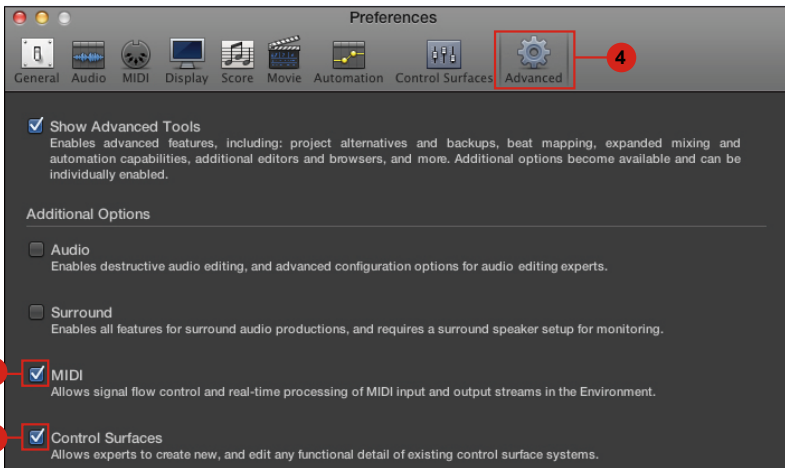 Preferences
General Audio MIDI Display Score Movie Automation Control Surfaces Advanced
4
Show Advanced Tools
Enables advanced features, including: project alternatives and backups, beat mapping, expanded mixing and
automation capabilities, additional editors and browsers, and more. Additional options become available and can be
individually enabled.
Additional Options
Audio
Enables destructive audio editing, and advanced configuration options for audio editing experts.
Surround
Enables all features for surround audio productions, and requires a surround speaker setup for monitoring.
MIDI
Allows signal flow control and real-time processing of MIDI input and output streams in the Environment.
Control Surfaces
Allows experts to create new, and edit any functional detail of existing control surface systems.